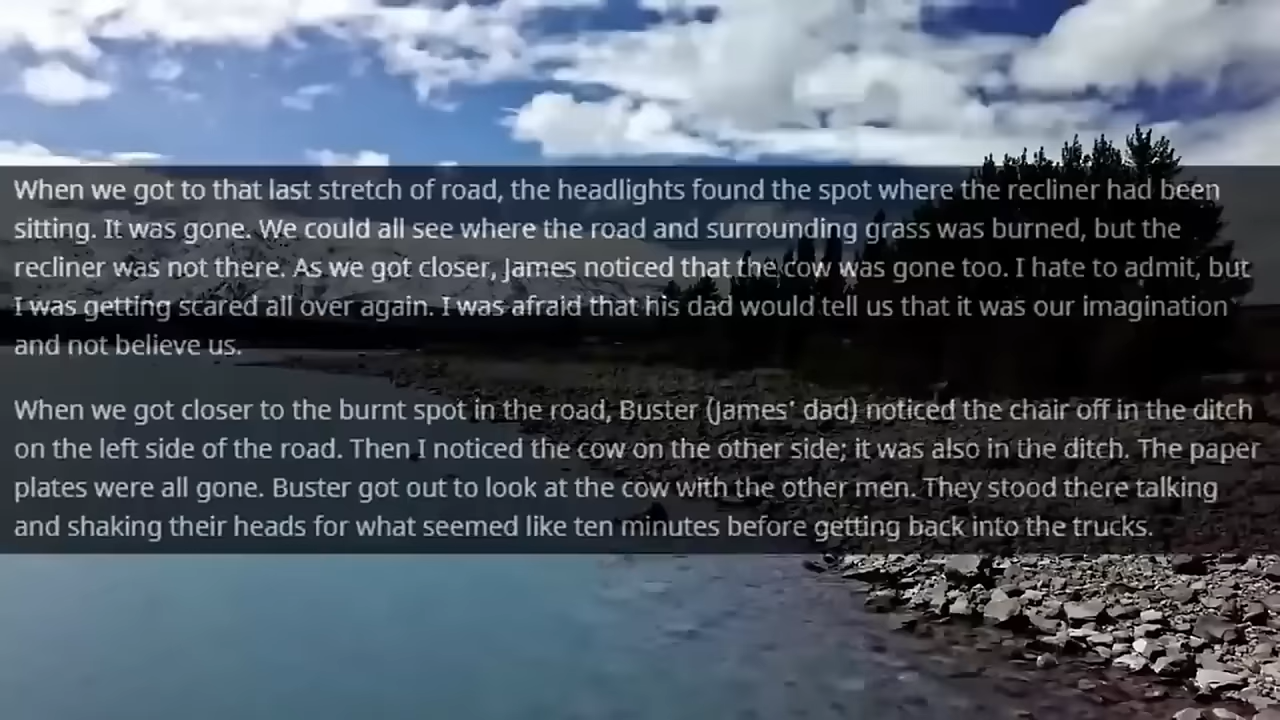 When we got to that last stretch of road, the headlights found the spot where the recliner had been
sitting. It was gone. We could all see where the road and surrounding grass was burned, but the
recliner was not there. As we got closer, James noticed that the cow was gone too. I hate to admit, but
I was getting scared all over again. I was afraid that his dad would tell us that it was our imagination
and not believe us.
When we got closer to the burnt spot in the road, Buster (James' dad) noticed the chair off in the ditch
on the left side of the road. Then I noticed the cow on the other side; it was also in the ditch. The paper
plates were all gone. Buster got out to look at the cow with the other men. They stood there talking
and shaking their heads for what seemed like ten minutes before getting back into the trucks.